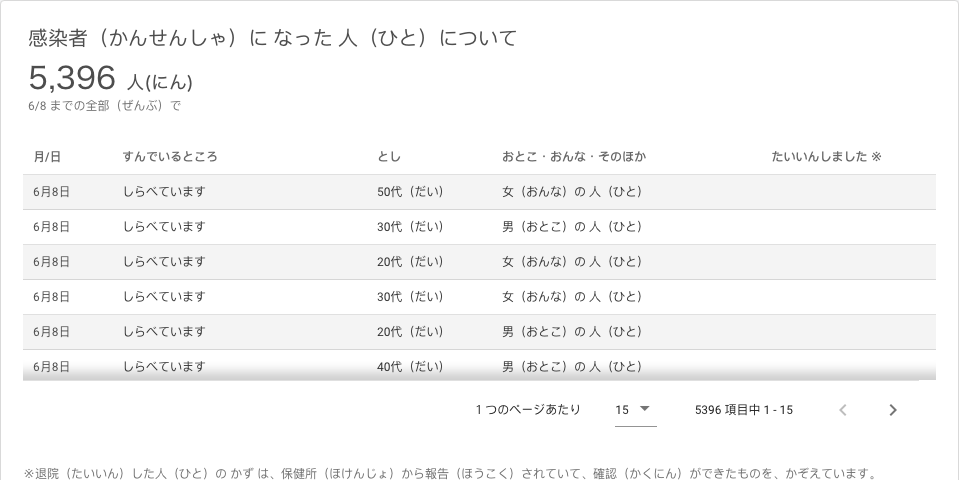 感染者（かんせんしゃ）に なった 人（ひと）について
5,396 人(にん)
6/8 までの全部（ぜんぶ）で
月/日 すんでいるところ とし おとこ・おんな・そのほか たいいんしました ※
6月8日 しらべています 50代（だい） 女（おんな）の 人（ひと）
6月8日 しらべています 30代（だい） 男（おとこ）の 人（ひと）
6月8日 しらべています 20代（だい） 女（おんな）の 人（ひと）
6月8日 しらべています 30代（だい） 女（おんな）の 人（ひと）
6月8日 しらべています 20代（だい） 男（おとこ）の 人（ひと）
6月8日 しらべています 40代（だい） 男（おとこ）の 人（ひと）
1 つのページあたり 15 5396 項目中 1 - 15
※退院（たいいん）した 人（ひと）の かず は、保健所（ほけんじょ）から 報告（ほうこく）されていて、確認（かくにん）ができたものを、かぞえています。